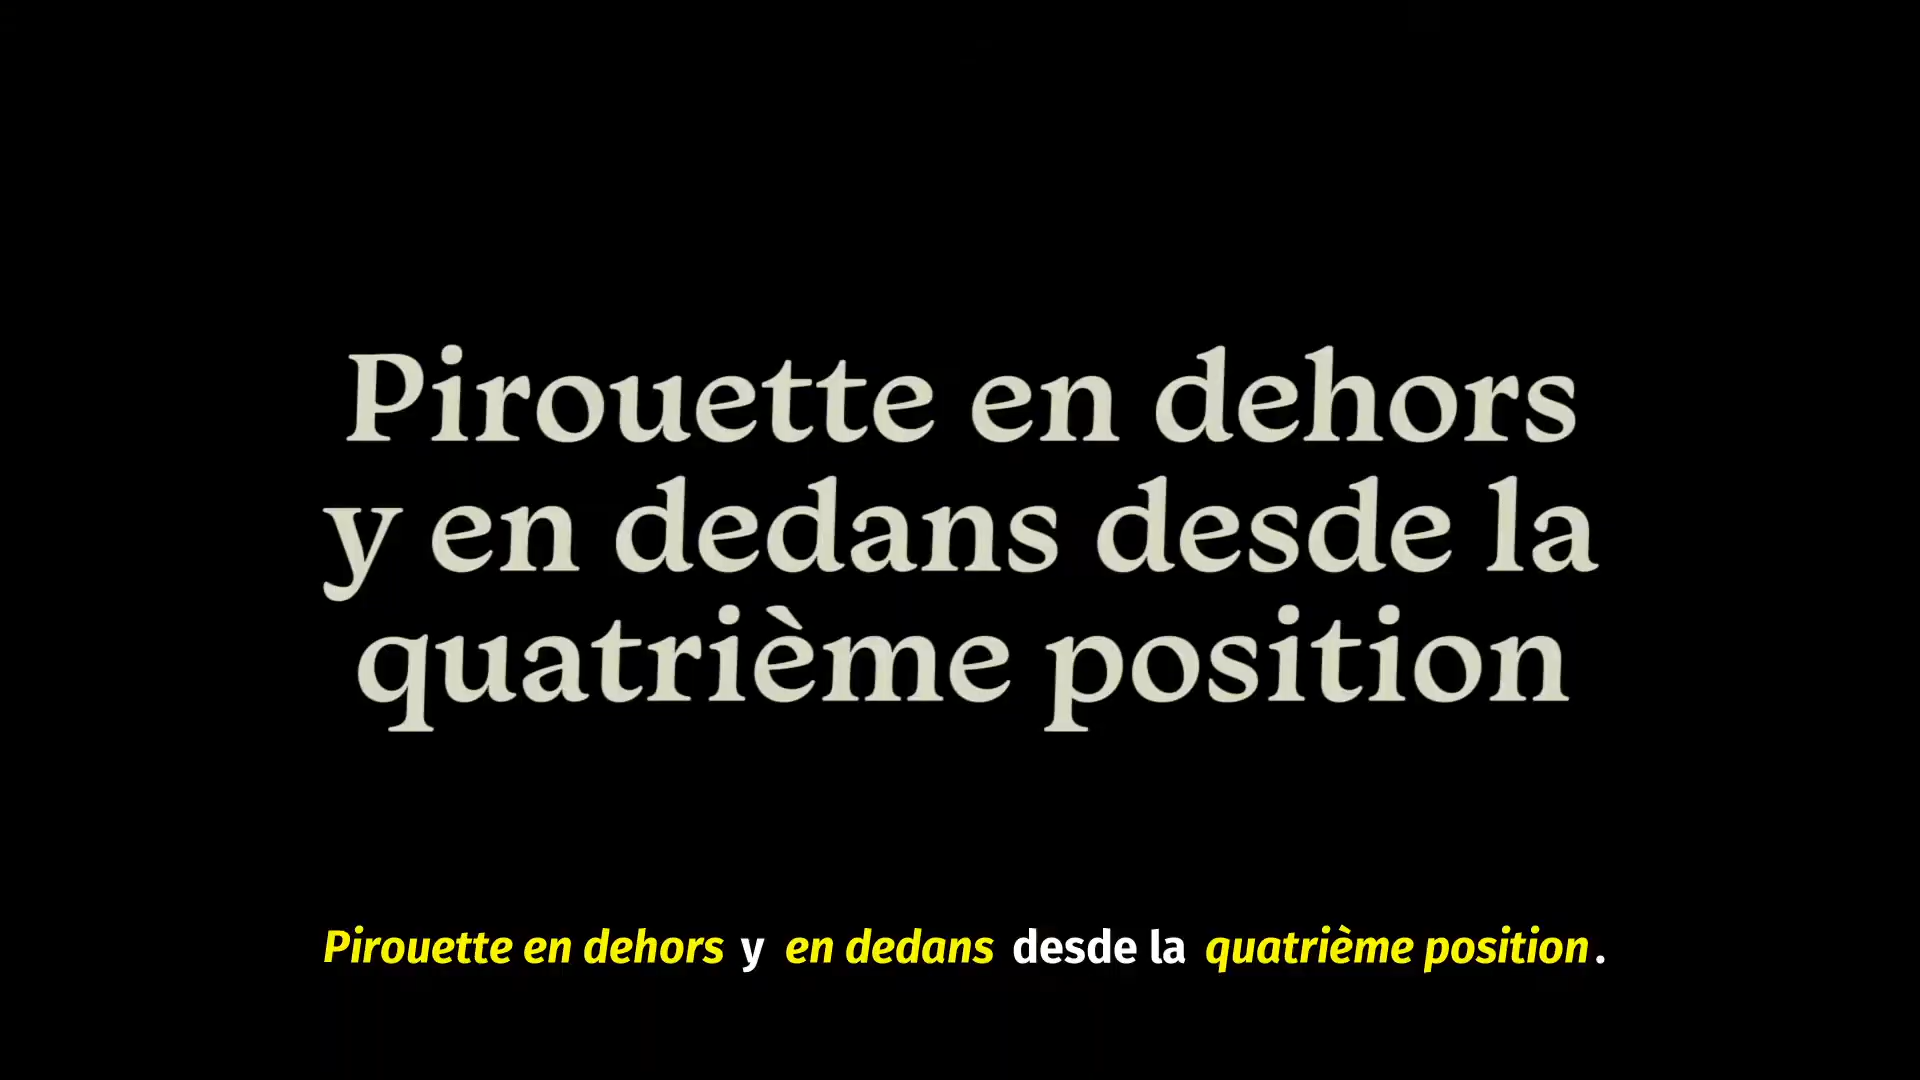 Pirouette en dehors
y en dedans desde la
quatrième position
Pirouette en dehors y en dedans desde la quatrième position.